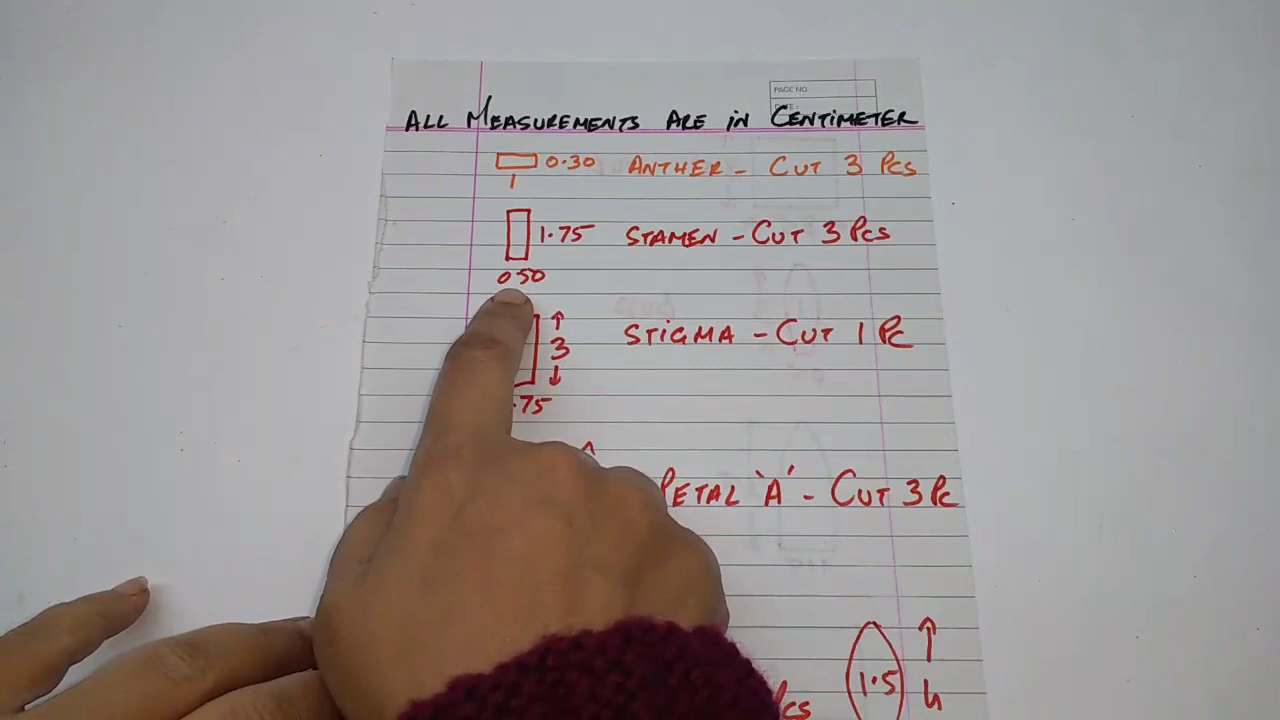 PAGE NO.
ALL MEASUREMENTS ARE iN CENTiMETER
0.30 ANTHER - CUT 3 PCS
1
1.75 STAMEN - CUT 3 PCS
0.50
3 STiGMA - CUT 1 PC
.75
PETAL 'A' - CUT 3 PC
1.5